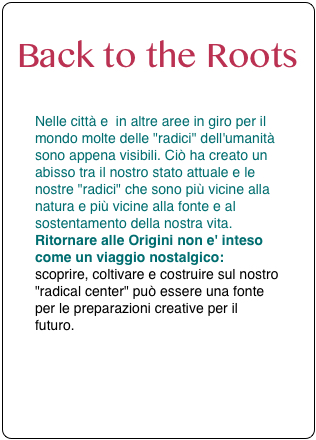 Back to the Roots
Nelle città e  in altre aree in giro per il
mondo molte delle "radici" dell'umanità
sono appena visibili. Ciò ha creato un
abisso tra il nostro stato attuale e le
nostre "radici" che sono più vicine alla
natura e più vicine alla fonte e al
sostentamento della nostra vita.
Ritornare alle Origini non e' inteso
come un viaggio nostalgico:
scoprire, coltivare e costruire sul nostro
"radical center" può essere una fonte
per le preparazioni creative per il
futuro.